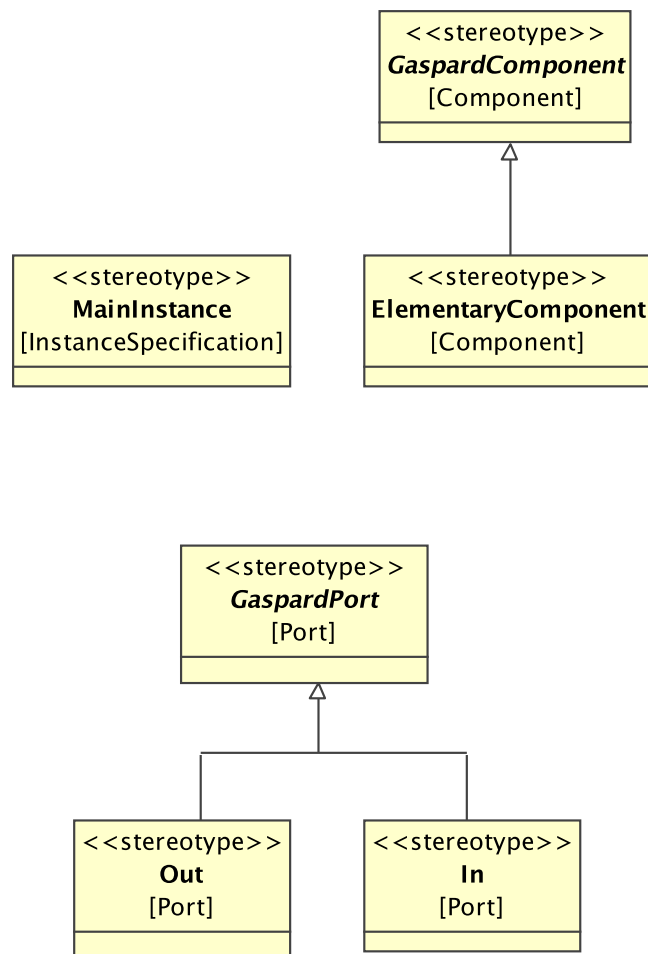 <<stereotype>>
GaspardComponent
[Component]
<<stereotype>>
MainInstance
[InstanceSpecification]
<<stereotype>>
ElementaryComponent
[Component]
<<stereotype>>
GaspardPort
[Port]
<<stereotype>>
Out
[Port]
<<stereotype>>
In
[Port]